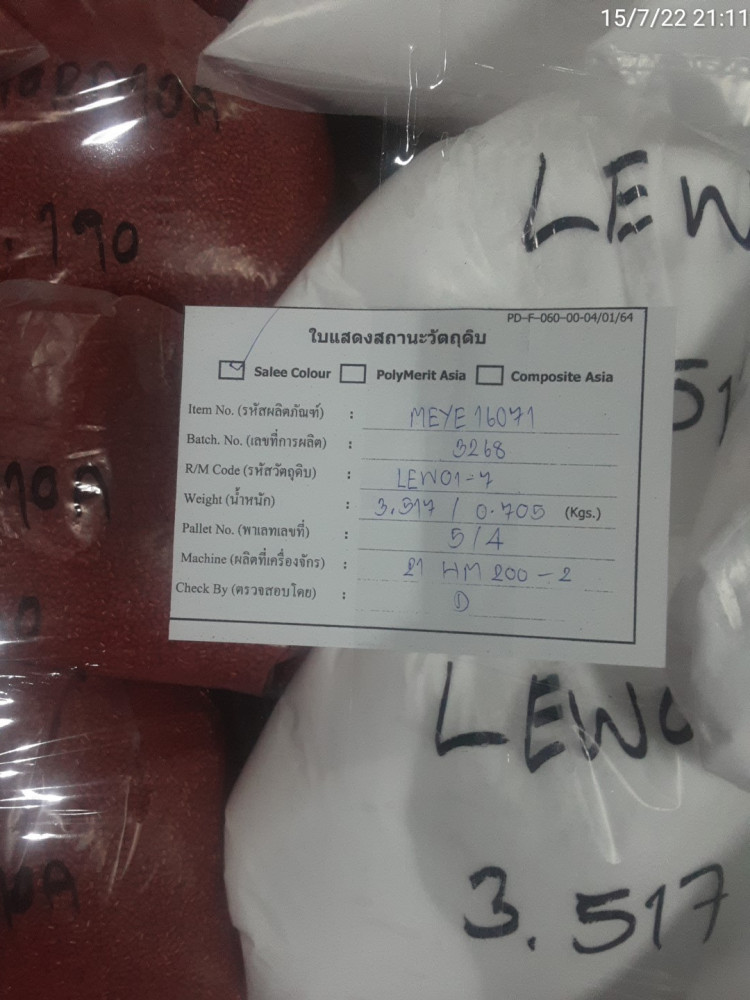 15/7/22 21:11
LEW
.190
51
PD-F-060-00-04/01/64
ใบแสดงสถานะวัตถุดิบ
Salee Colour PolyMerit Asia Composite Asia
Item No. (รหัสผลิตภัณฑ์) : MEYE 16071
Batch. No. (เลขที่การผลิต) : 3268
R/M Code (รหัสวัตถุดิบ) : LEW01-7
Weight (น้ำหนัก) : 3.517 / 0.705 (Kgs.)
Pallet No. (พาเลทเลขที่) : 5/4
Machine (ผลิตที่เครื่องจักร) : 21 HM 200-2
Check By (ตรวจสอบโดย) :
10A
LEW0
10A
3.517